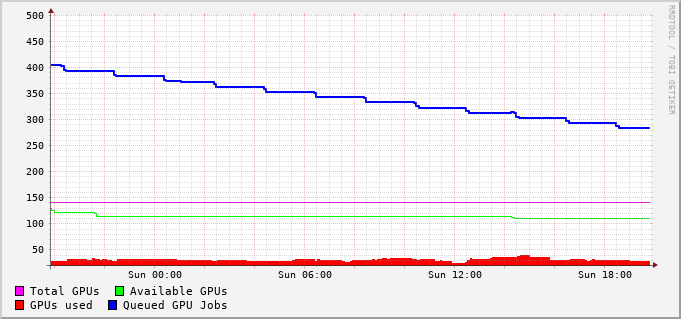 500
450
400
350
300
250
200
150
100
50
Sun 00:00 Sun 06:00 Sun 12:00 Sun 18:00
Total GPUs Available GPUs
GPUs used Queued GPU Jobs
RRDTOOL / TOBI OETIKER